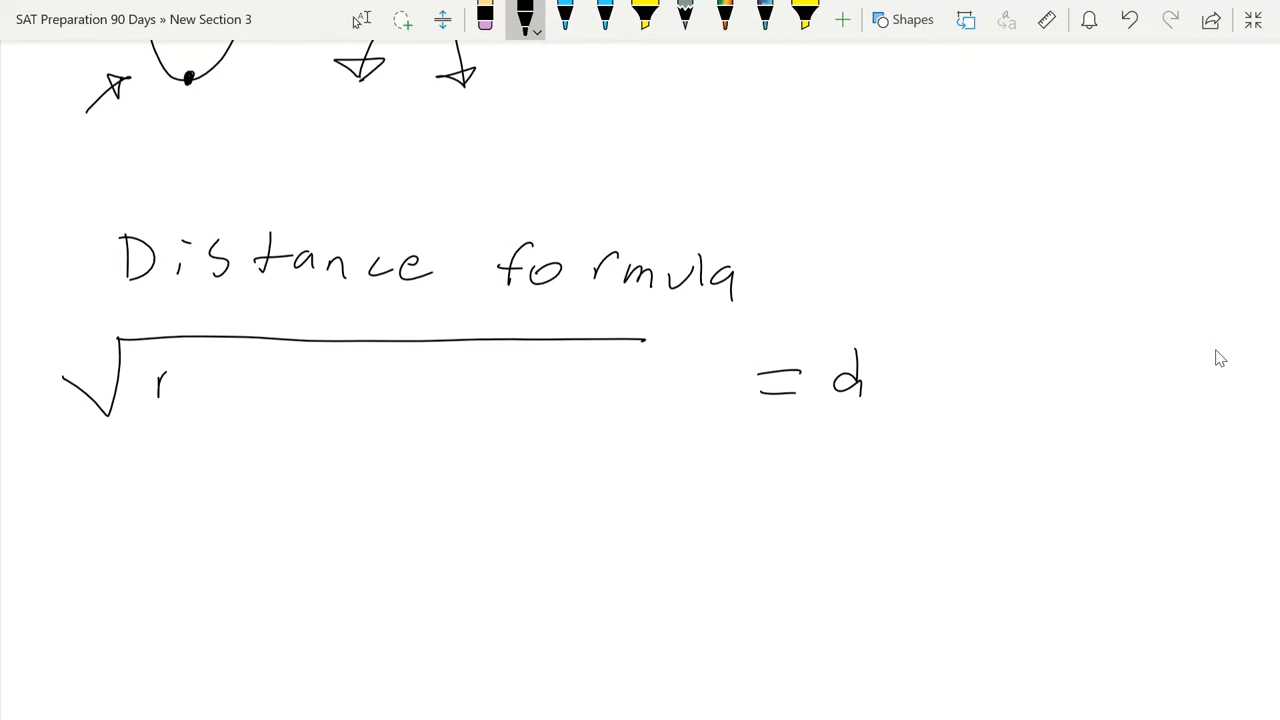 SAT Preparation 90 Days » New Section 3
Shapes
Distance formula
√ r = d